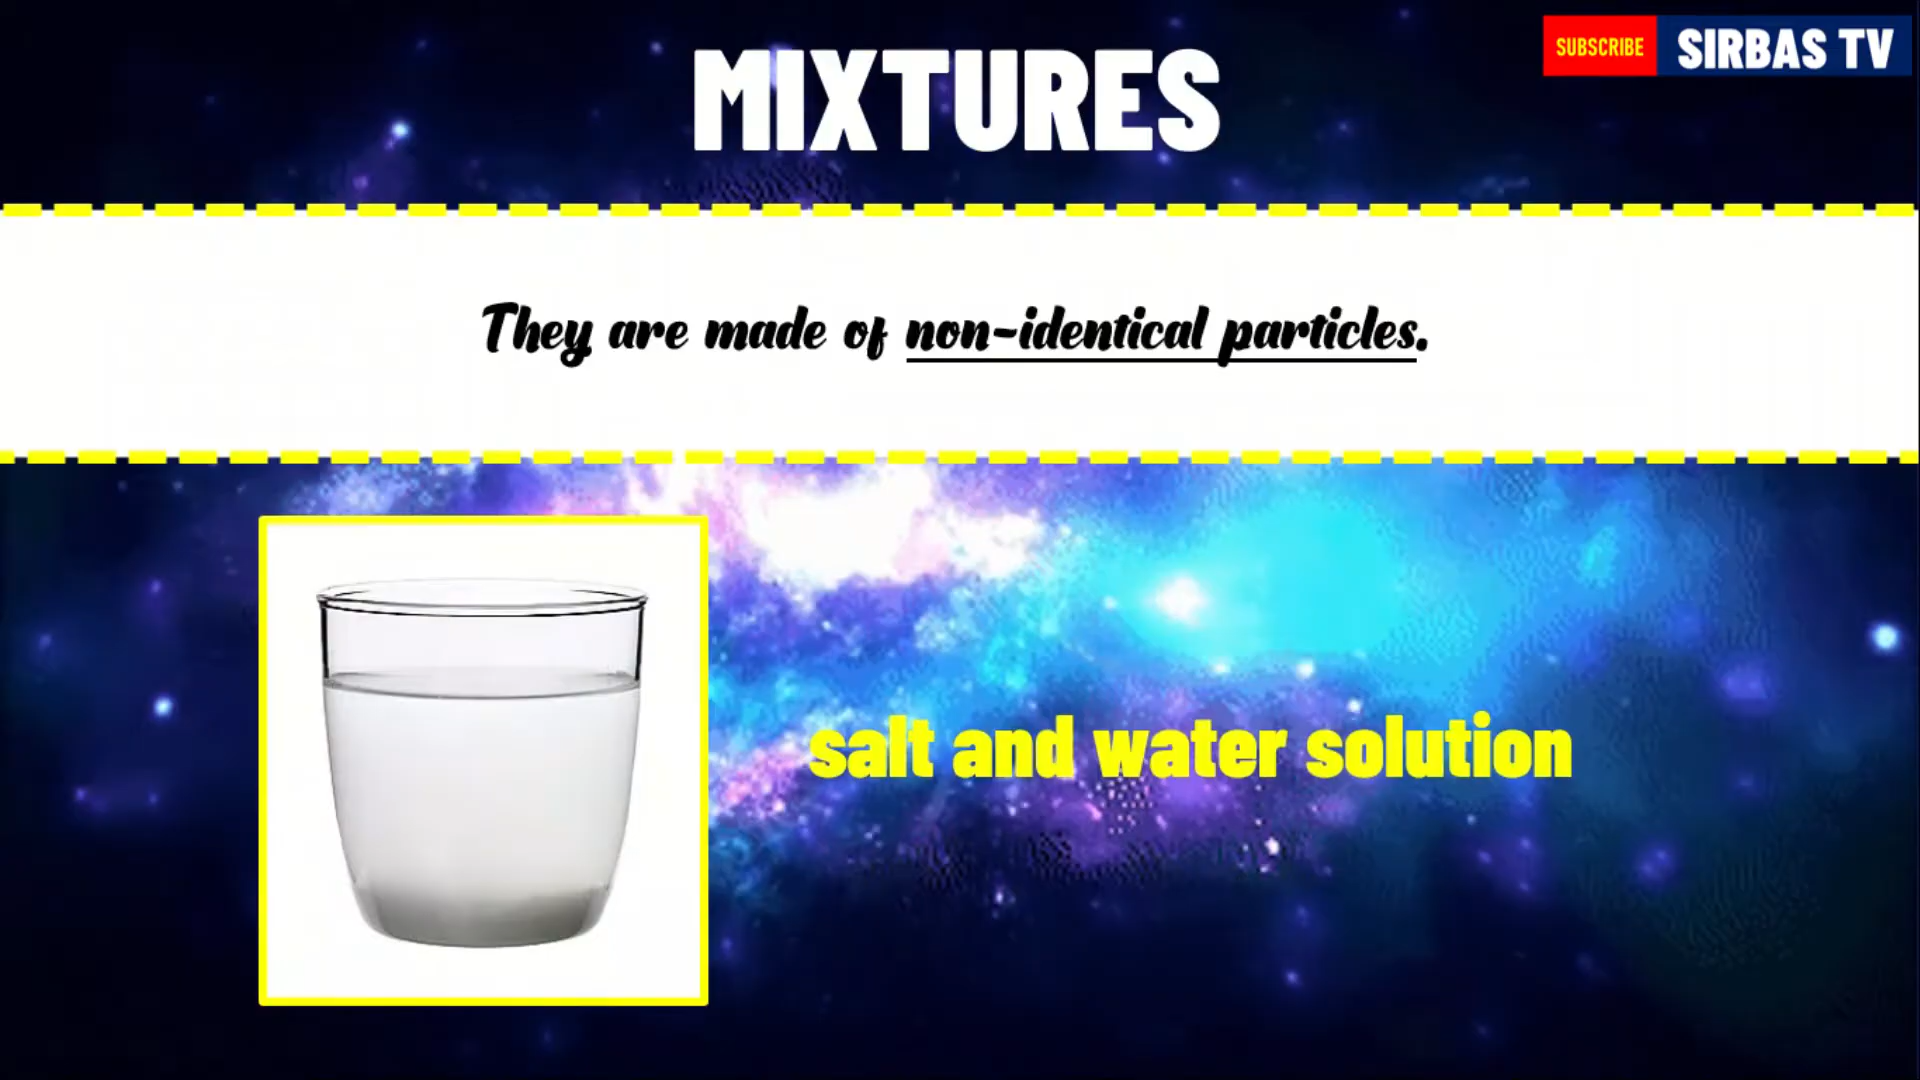 SUBSCRIBE SIRBAS TV
MIXTURES
They are made of non-identical particles.
salt and water solution